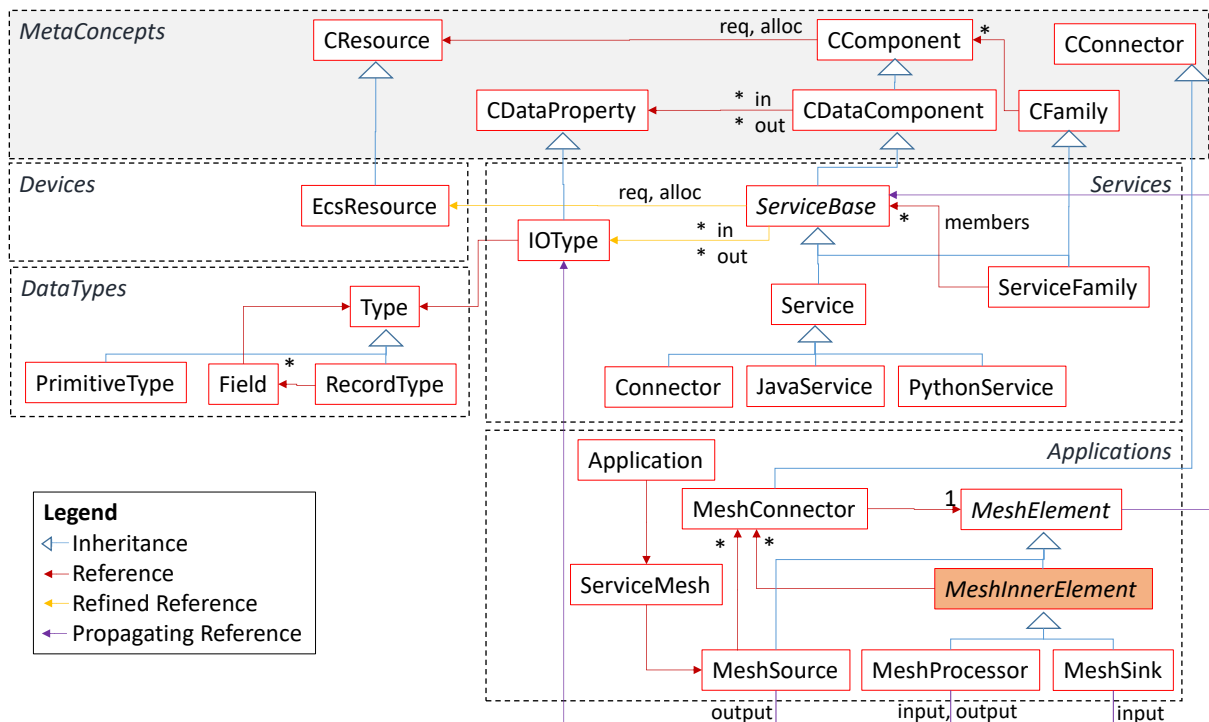 MetaConcepts
CResource
req, alloc
CComponent
*
CConnector
CDataProperty
* in
* out
CDataComponent
CFamily
Devices
EcsResource
Services
req, alloc
ServiceBase
*
members
IOType
* in
* out
ServiceFamily
DataTypes
Type
Service
PrimitiveType
Field
*
RecordType
Connector
JavaService
PythonService
Applications
Application
MeshConnector
1
MeshElement
*
*
ServiceMesh
MeshInnerElement
MeshSource
MeshProcessor
MeshSink
output
input, output
input
Legend
Inheritance
Reference
Refined Reference
Propagating Reference